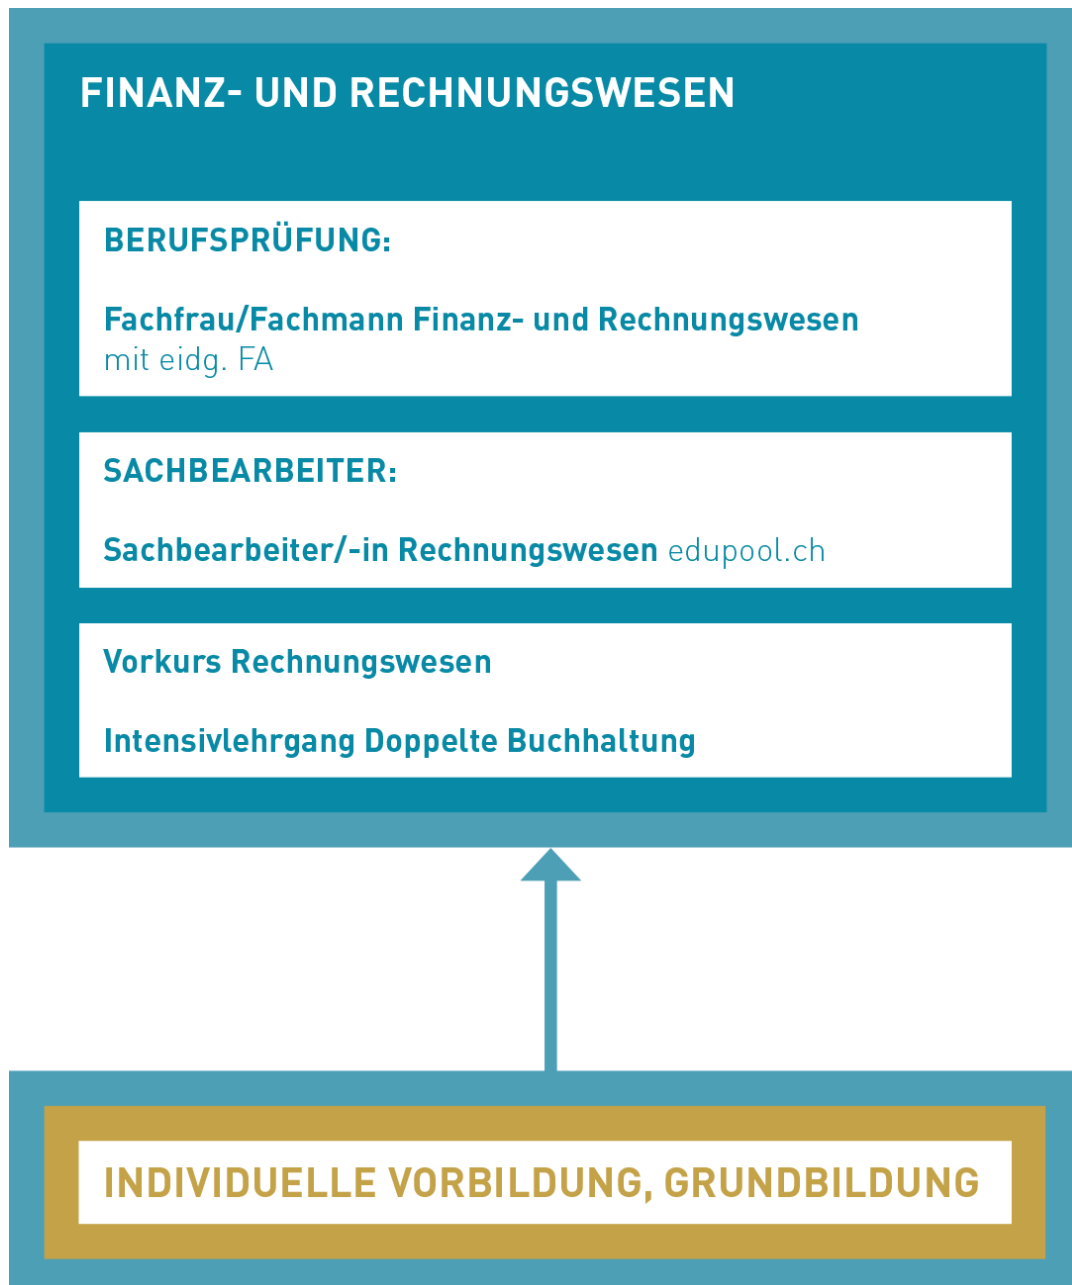 FINANZ- UND RECHNUNGSWESEN
BERUFSPRÜFUNG:
Fachfrau/Fachmann Finanz- und Rechnungswesen
mit eidg. FA
SACHBEARBEITER:
Sachbearbeiter/-in Rechnungswesen edupool.ch
Vorkurs Rechnungswesen
Intensivlehrgang Doppelte Buchhaltung
INDIVIDUELLE VORBILDUNG, GRUNDBILDUNG